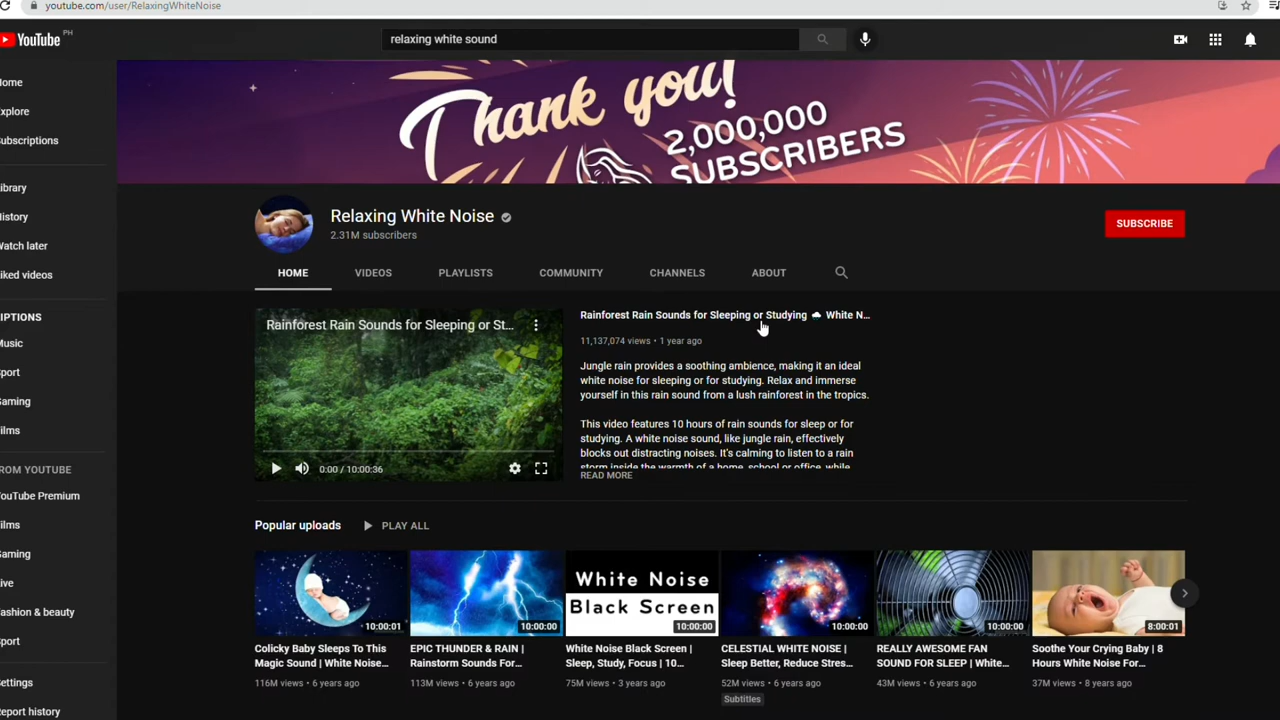 youtube.com/user/RelaxingWhiteNoise
YouTube PH
relaxing white sound
ome
xplore
ubscriptions
ibrary
istory
Watch later
iked videos
IPTIONS
usic
port
aming
ilms
ROM YOUTUBE
ouTube Premium
ilms
aming
ive
ashion & beauty
port
ettings
eport history
Thank you!
2,000,000
SUBSCRIBERS
Relaxing White Noise
2.31M subscribers
SUBSCRIBE
HOME VIDEOS PLAYLISTS COMMUNITY CHANNELS ABOUT
Rainforest Rain Sounds for Sleeping or St...
0:00 / 10:00:36
Rainforest Rain Sounds for Sleeping or Studying 🌧️ White N...
11,137,074 views • 1 year ago
Jungle rain provides a soothing ambience, making it an ideal
white noise for sleeping or for studying. Relax and immerse
yourself in this rain sound from a lush rainforest in the tropics.
This video features 10 hours of rain sounds for sleep or for
studying. A white noise sound, like jungle rain, effectively
blocks out distracting noises. It's calming to listen to a rain
storm inside the warmth of a home, school or office, while
READ MORE
Popular uploads PLAY ALL
10:00:01
Colicky Baby Sleeps To This
Magic Sound | White Noise...
116M views • 6 years ago
10:00:00
EPIC THUNDER & RAIN |
Rainstorm Sounds For...
113M views • 6 years ago
White Noise
Black Screen
10:00:00
White Noise Black Screen |
Sleep, Study, Focus | 10...
75M views • 3 years ago
10:00:00
CELESTIAL WHITE NOISE |
Sleep Better, Reduce Stres...
52M views • 6 years ago
Subtitles
10:00:00
REALLY AWESOME FAN
SOUND FOR SLEEP | White...
43M views • 6 years ago
8:00:01
Soothe Your Crying Baby | 8
Hours White Noise For...
37M views • 8 years ago